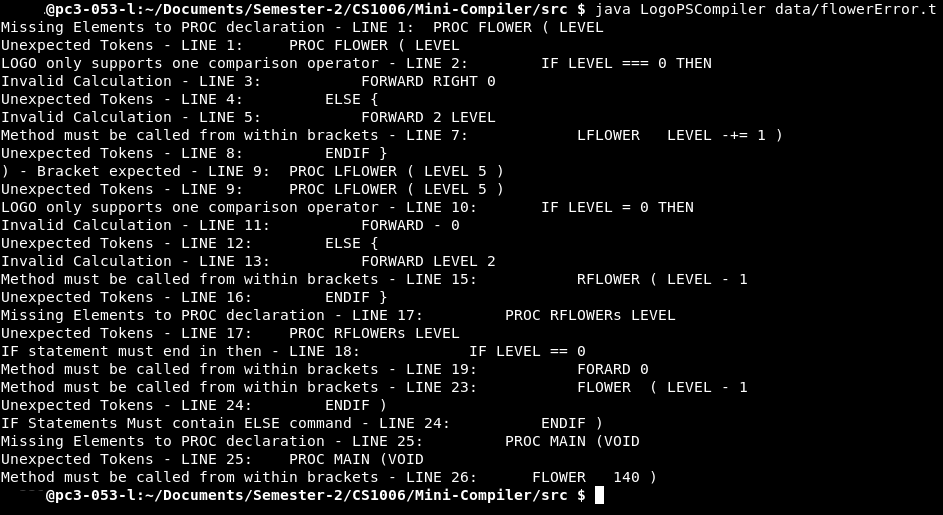 @pc3-053-l:~/Documents/Semester-2/CS1006/Mini-Compiler/src $ java LogoPSCompiler data/flowerError.t
Missing Elements to PROC declaration - LINE 1:  PROC FLOWER ( LEVEL
Unexpected Tokens - LINE 1:     PROC FLOWER ( LEVEL
LOGO only supports one comparison operator - LINE 2:        IF LEVEL === 0 THEN
Invalid Calculation - LINE 3:           FORWARD RIGHT 0
Unexpected Tokens - LINE 4:         ELSE {
Invalid Calculation - LINE 5:           FORWARD 2 LEVEL
Method must be called from within brackets - LINE 7:            LFLOWER   LEVEL -+= 1 )
Unexpected Tokens - LINE 8:         ENDIF }
) - Bracket expected - LINE 9:  PROC LFLOWER ( LEVEL 5 )
Unexpected Tokens - LINE 9:     PROC LFLOWER ( LEVEL 5 )
LOGO only supports one comparison operator - LINE 10:       IF LEVEL = 0 THEN
Invalid Calculation - LINE 11:          FORWARD - 0
Unexpected Tokens - LINE 12:        ELSE {
Invalid Calculation - LINE 13:          FORWARD LEVEL 2
Method must be called from within brackets - LINE 15:           RFLOWER ( LEVEL - 1
Unexpected Tokens - LINE 16:        ENDIF }
Missing Elements to PROC declaration - LINE 17:         PROC RFLOWERs LEVEL
Unexpected Tokens - LINE 17:    PROC RFLOWERs LEVEL
IF statement must end in then - LINE 18:            IF LEVEL == 0
Method must be called from within brackets - LINE 19:           FORARD 0
Method must be called from within brackets - LINE 23:           FLOWER  ( LEVEL - 1
Unexpected Tokens - LINE 24:        ENDIF )
IF Statements Must contain ELSE command - LINE 24:          ENDIF )
Missing Elements to PROC declaration - LINE 25:         PROC MAIN (VOID
Unexpected Tokens - LINE 25:    PROC MAIN (VOID
Method must be called from within brackets - LINE 26:      FLOWER   140 )
@pc3-053-l:~/Documents/Semester-2/CS1006/Mini-Compiler/src $